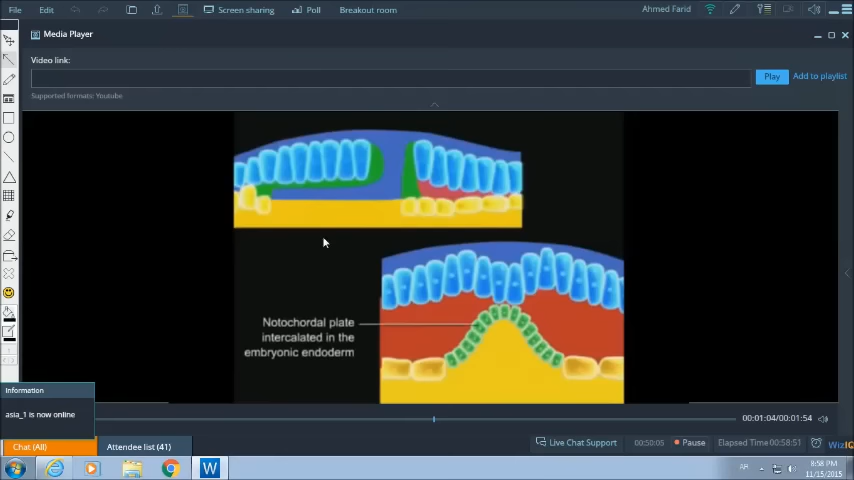 File Edit Screen sharing Poll Breakout room Ahmed Farid
Media Player
Video link:
Play Add to playlist
Supported formats: Youtube
Notochordal plate
intercalated in the
embryonic endoderm
Information
asia_1 is now online
00:01:04/00:01:54
Chat (All) Attendee list (41) Live Chat Support 00:50:05 Pause Elapsed Time 00:58:51 WizIQ
AR 8:58 PM
11/15/2015